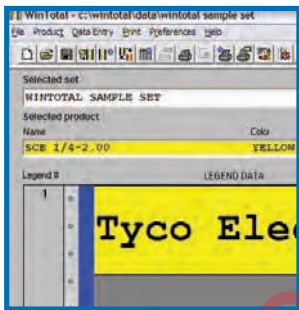 WinTotal - c:\wintotal\data\wintotal sample set
File Product Data Entry Print Preferences Help
Selected set
WINTOTAL SAMPLE SET
Selected product
Name Color
SCE 1/4-2.00 YELLOW
Legend # LEGEND DATA
1
Tyco Ele